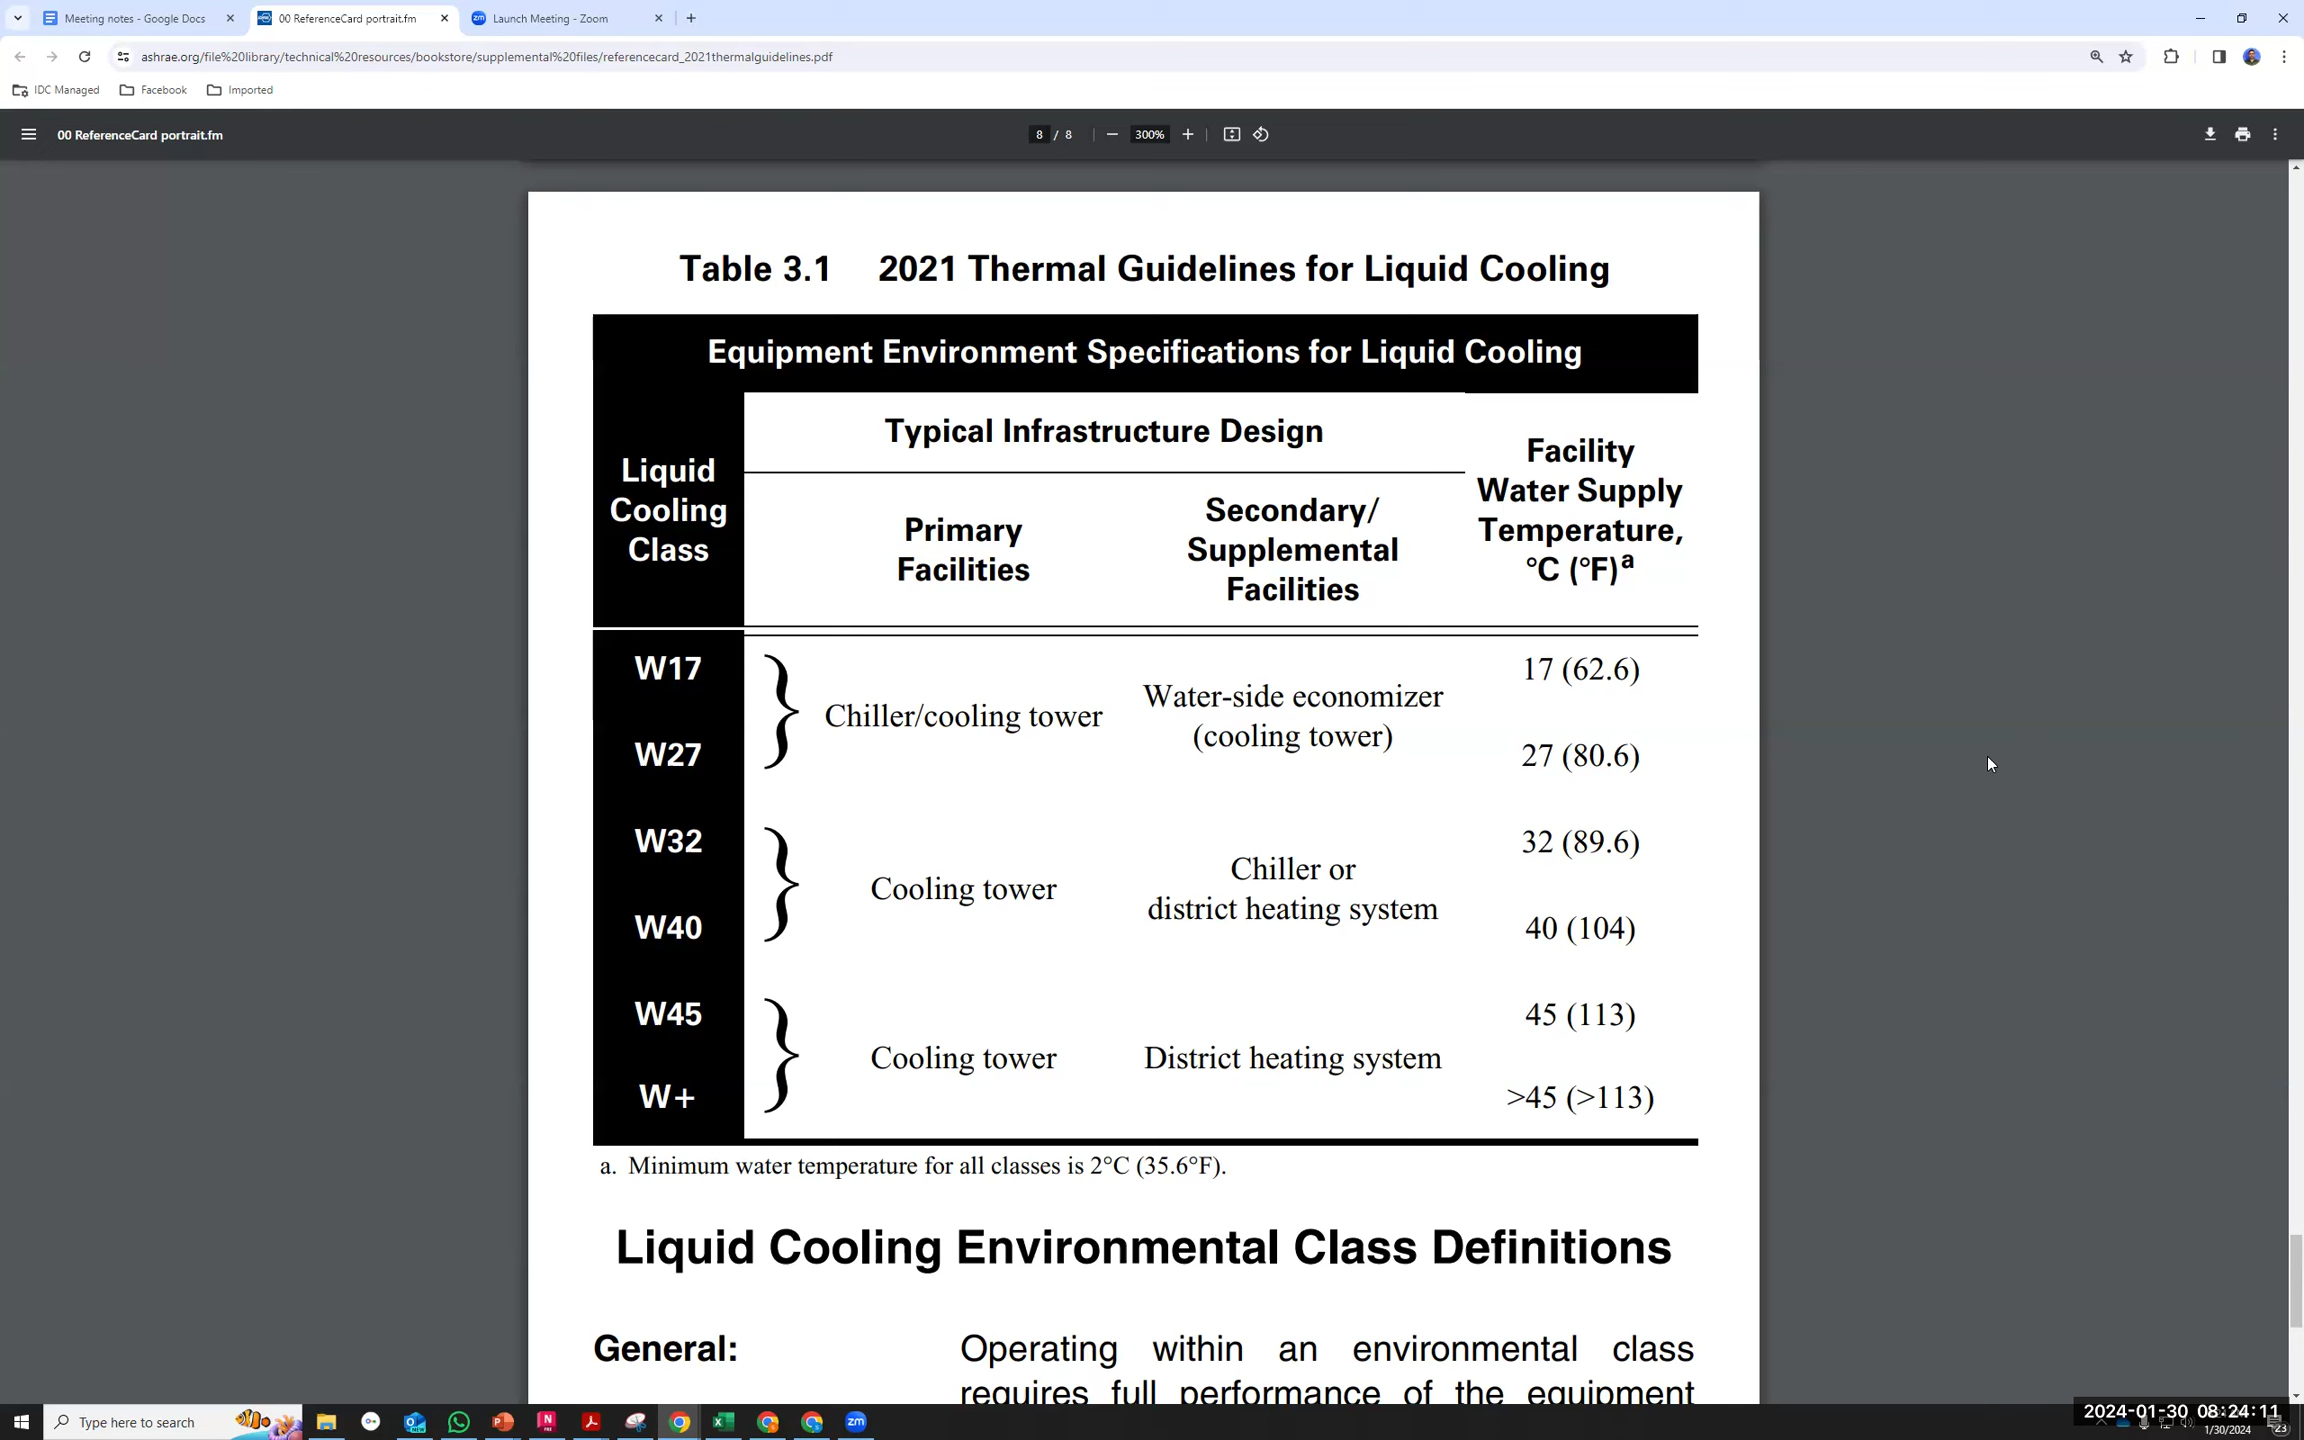 Meeting notes - Google Docs
00 ReferenceCard portrait.fm
Launch Meeting - Zoom
ashrae.org/file%20library/technical%20resources/bookstore/supplemental%20files/referencecard_2021thermalguidelines.pdf
IDC Managed
Facebook
Imported
00 ReferenceCard portrait.fm
8 / 8
300%
Table 3.1 2021 Thermal Guidelines for Liquid Cooling
Equipment Environment Specifications for Liquid Cooling
Liquid
Cooling
Class
Typical Infrastructure Design
Primary
Facilities
Secondary/
Supplemental
Facilities
Facility
Water Supply
Temperature,
°C (°F)a
W17
17 (62.6)
Chiller/cooling tower
Water-side economizer
(cooling tower)
W27
27 (80.6)
W32
32 (89.6)
Cooling tower
Chiller or
district heating system
W40
40 (104)
W45
45 (113)
Cooling tower
District heating system
W+
>45 (>113)
a. Minimum water temperature for all classes is 2°C (35.6°F).
Liquid Cooling Environmental Class Definitions
General:
Operating within an environmental class
requires full performance of the equipment
Type here to search
2024-01-30 08:24:11
1/30/2024
23